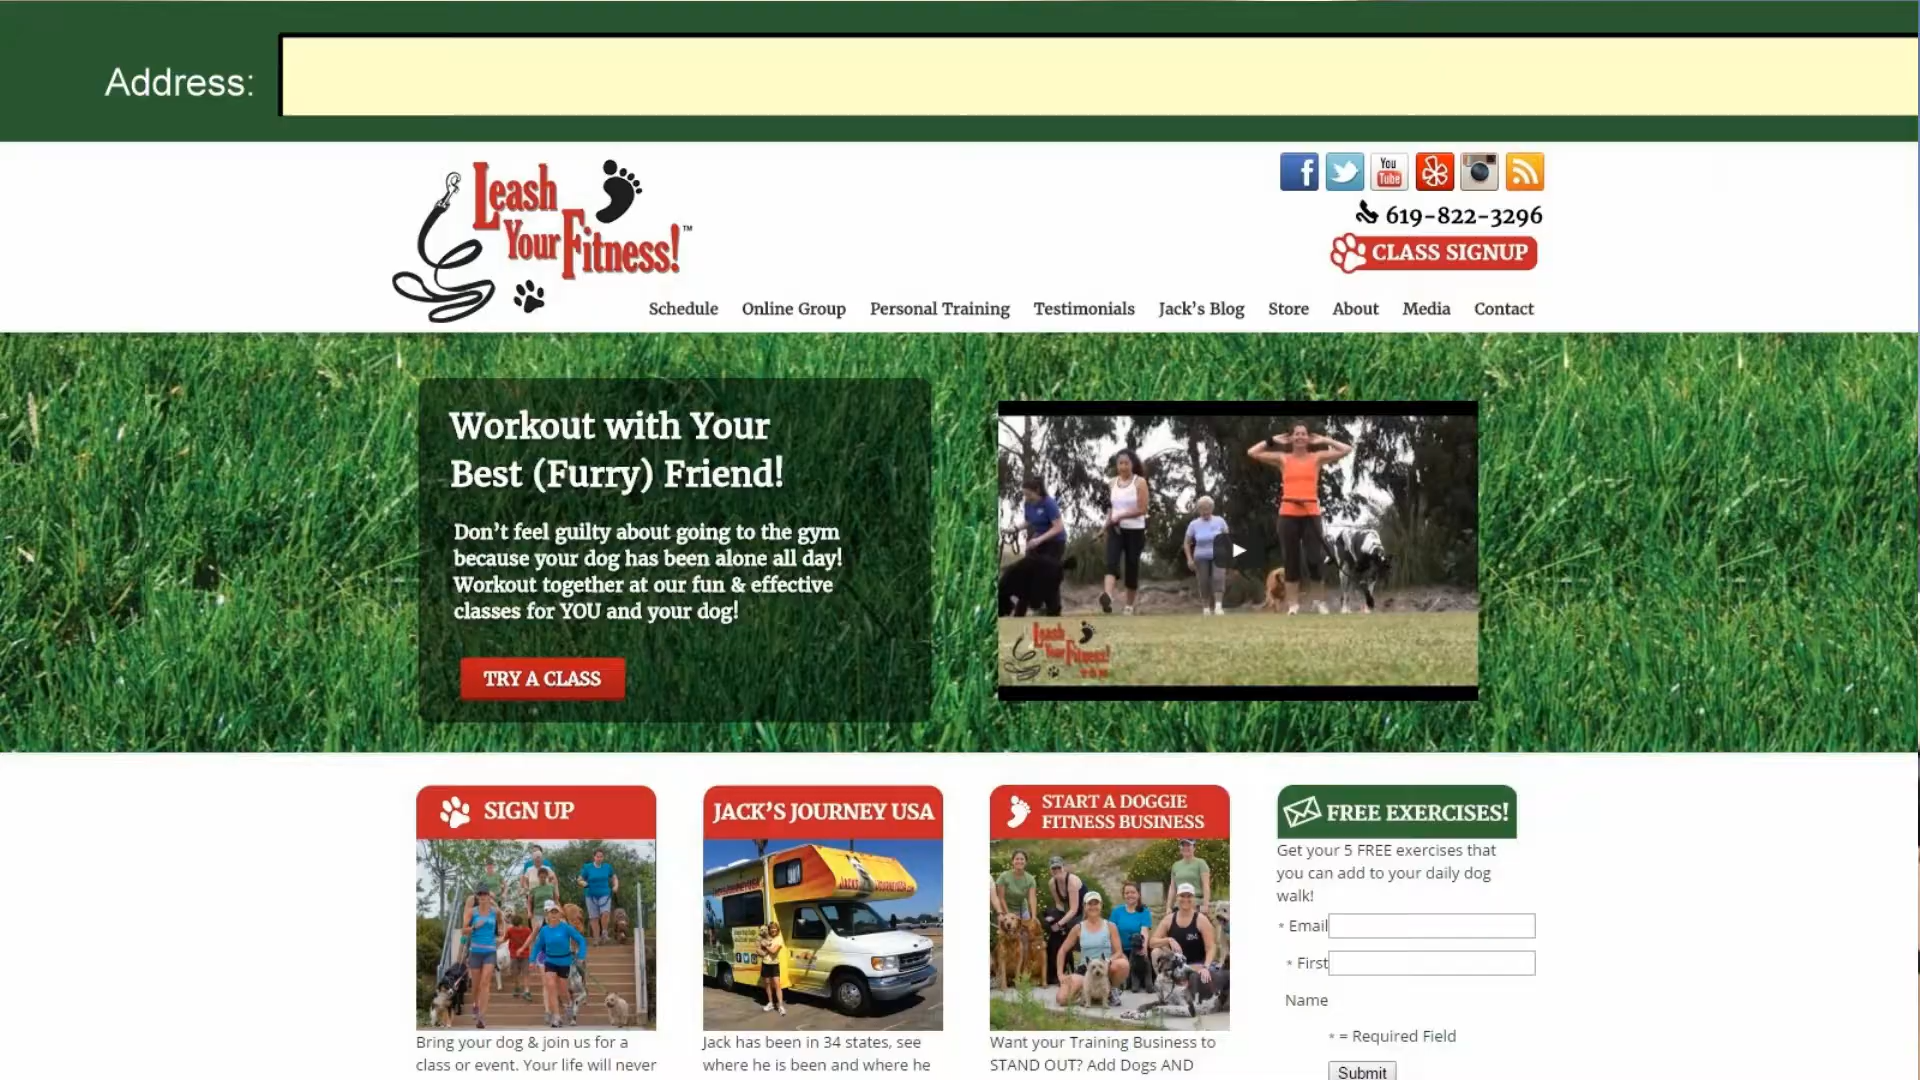 Address:
Leash
Your Fitness!™
You
Tube
619-822-3296
CLASS SIGNUP
Schedule Online Group Personal Training Testimonials Jack's Blog Store About Media Contact
Workout with Your
Best (Furry) Friend!
Don't feel guilty about going to the gym
because your dog has been alone all day!
Workout together at our fun & effective
classes for YOU and your dog!
TRY A CLASS
Leash
Your Fitness!
SIGN UP
Bring your dog & join us for a
class or event. Your life will never
JACK'S JOURNEY USA
Jack has been in 34 states, see
where he is been and where he
START A DOGGIE
FITNESS BUSINESS
Want your Training Business to
STAND OUT? Add Dogs AND
FREE EXERCISES!
Get your 5 FREE exercises that
you can add to your daily dog
walk!
* Email
* First
Name
* = Required Field
Submit